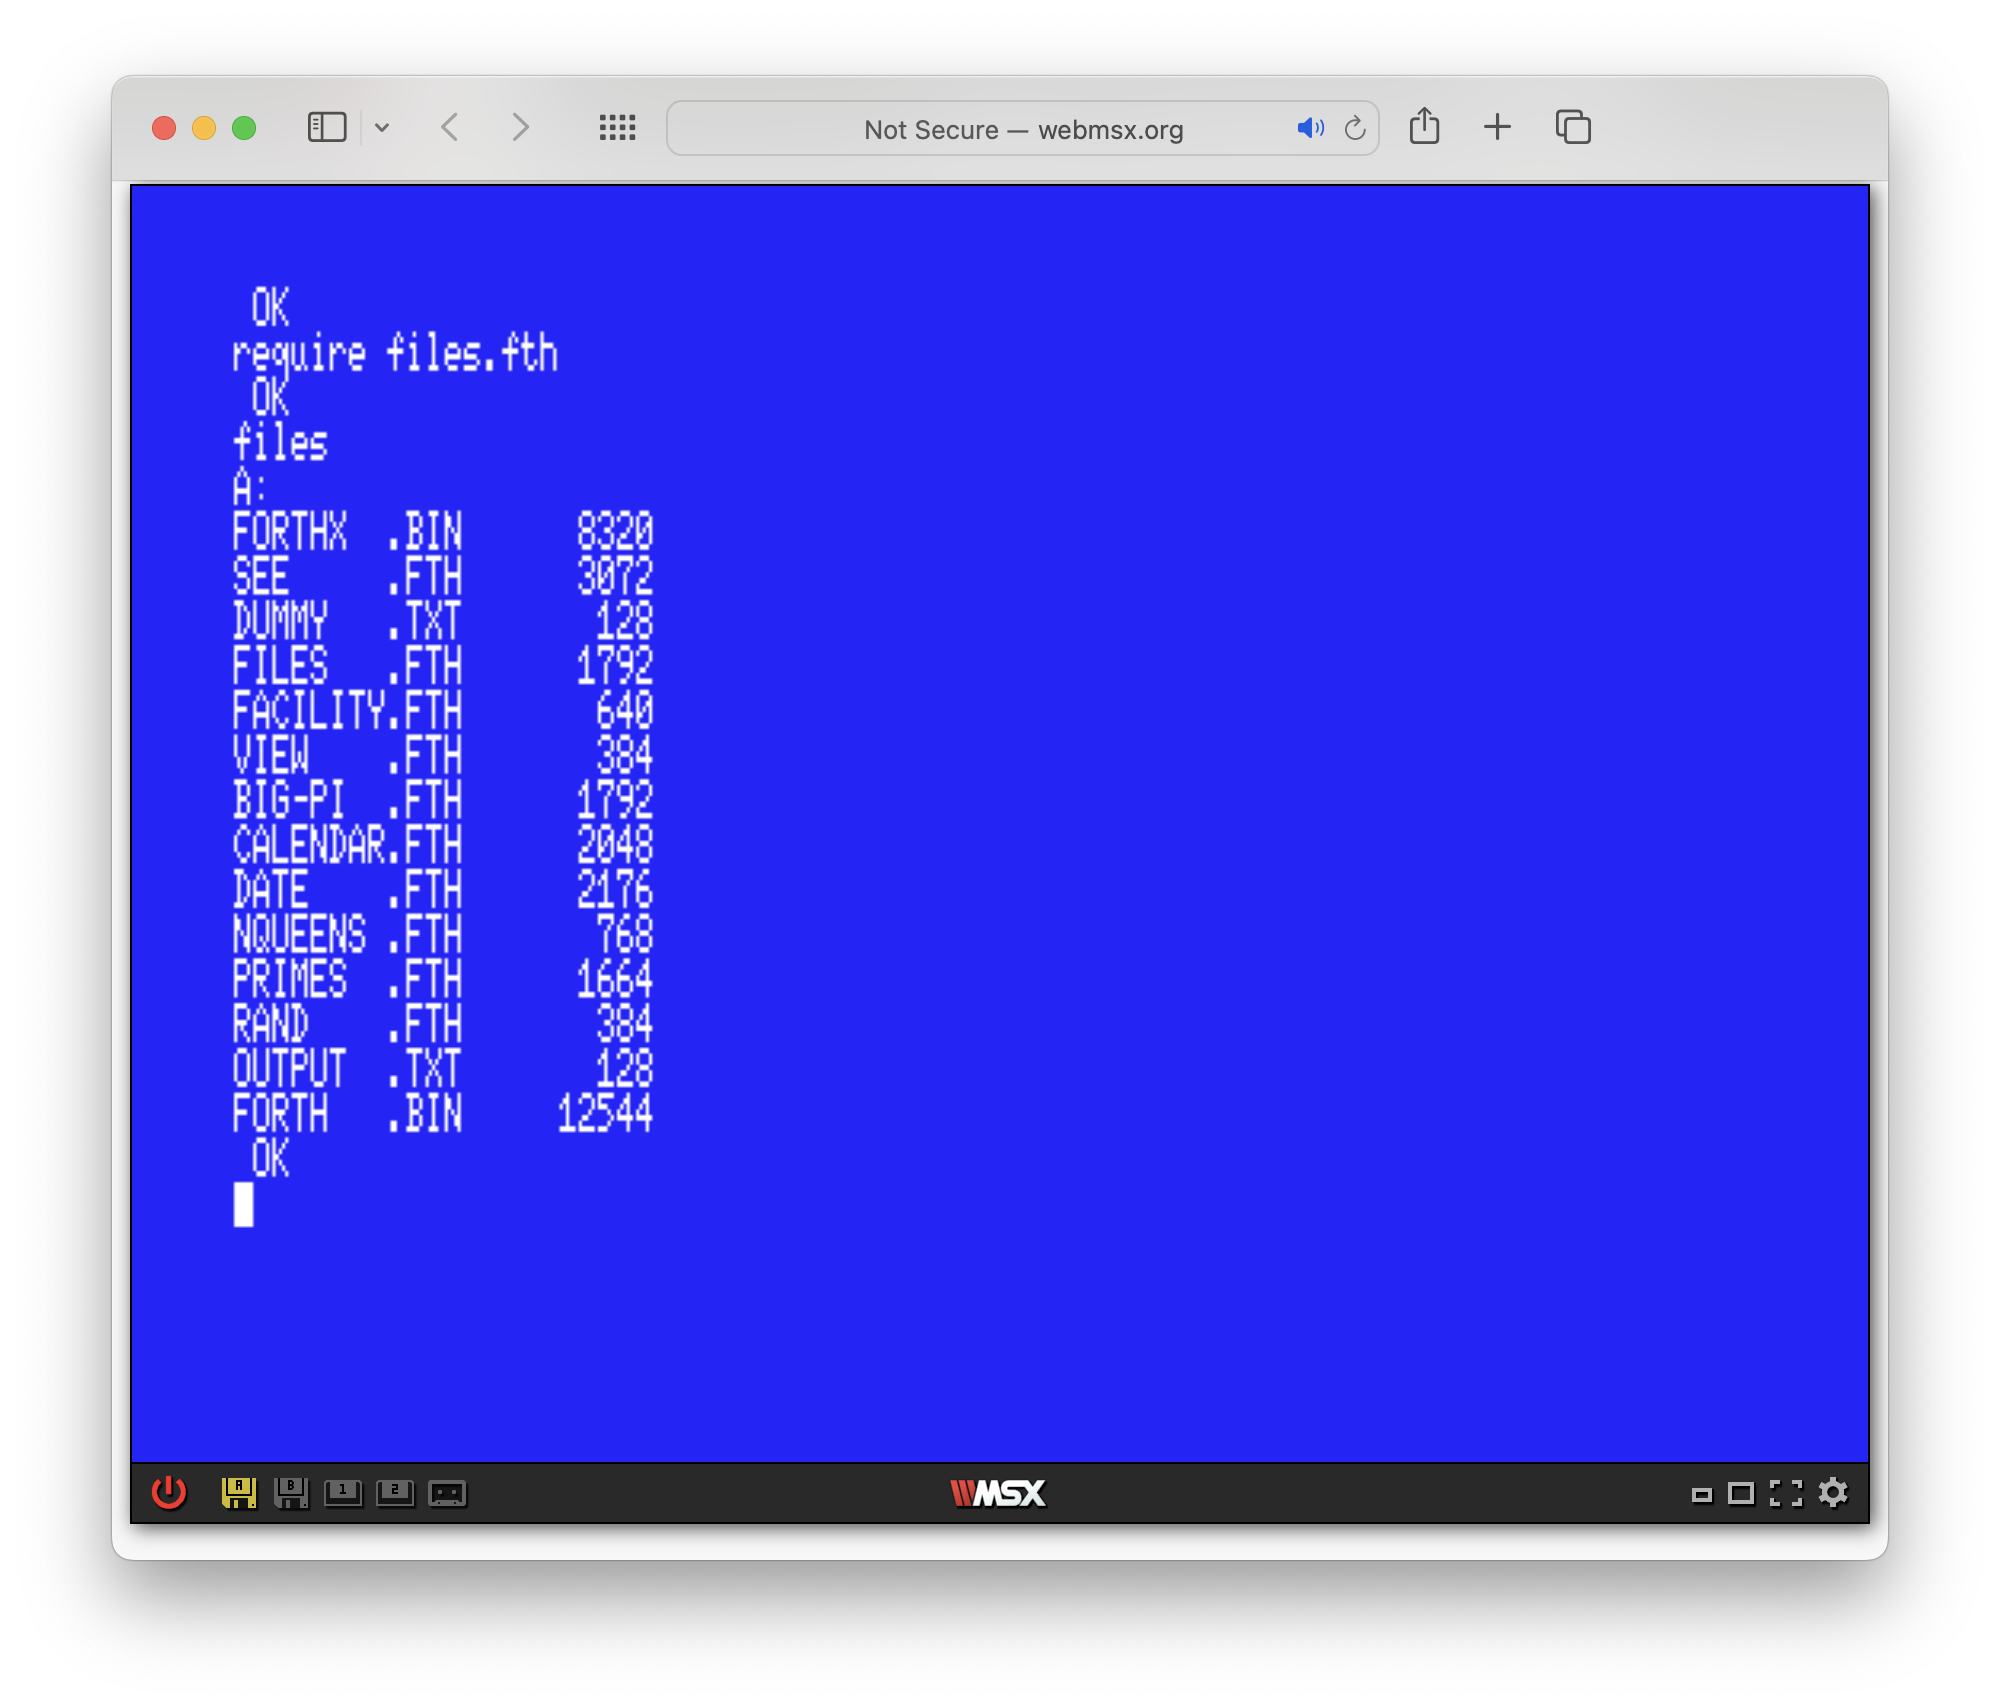 Not Secure — webmsx.org
OK
require files.fth
OK
files
A:
FORTHX  .BIN      8320
SEE     .FTH      3072
DUMMY   .TXT       128
FILES   .FTH      1792
FACILITY.FTH       640
VIEW    .FTH       384
BIG-PI  .FTH      1792
CALENDAR.FTH      2048
DATE    .FTH      2176
NQUEENS .FTH       768
PRIMES  .FTH      1664
RAND    .FTH       384
OUTPUT  .TXT       128
FORTH   .BIN     12544
OK
A B 1 2 WMSX